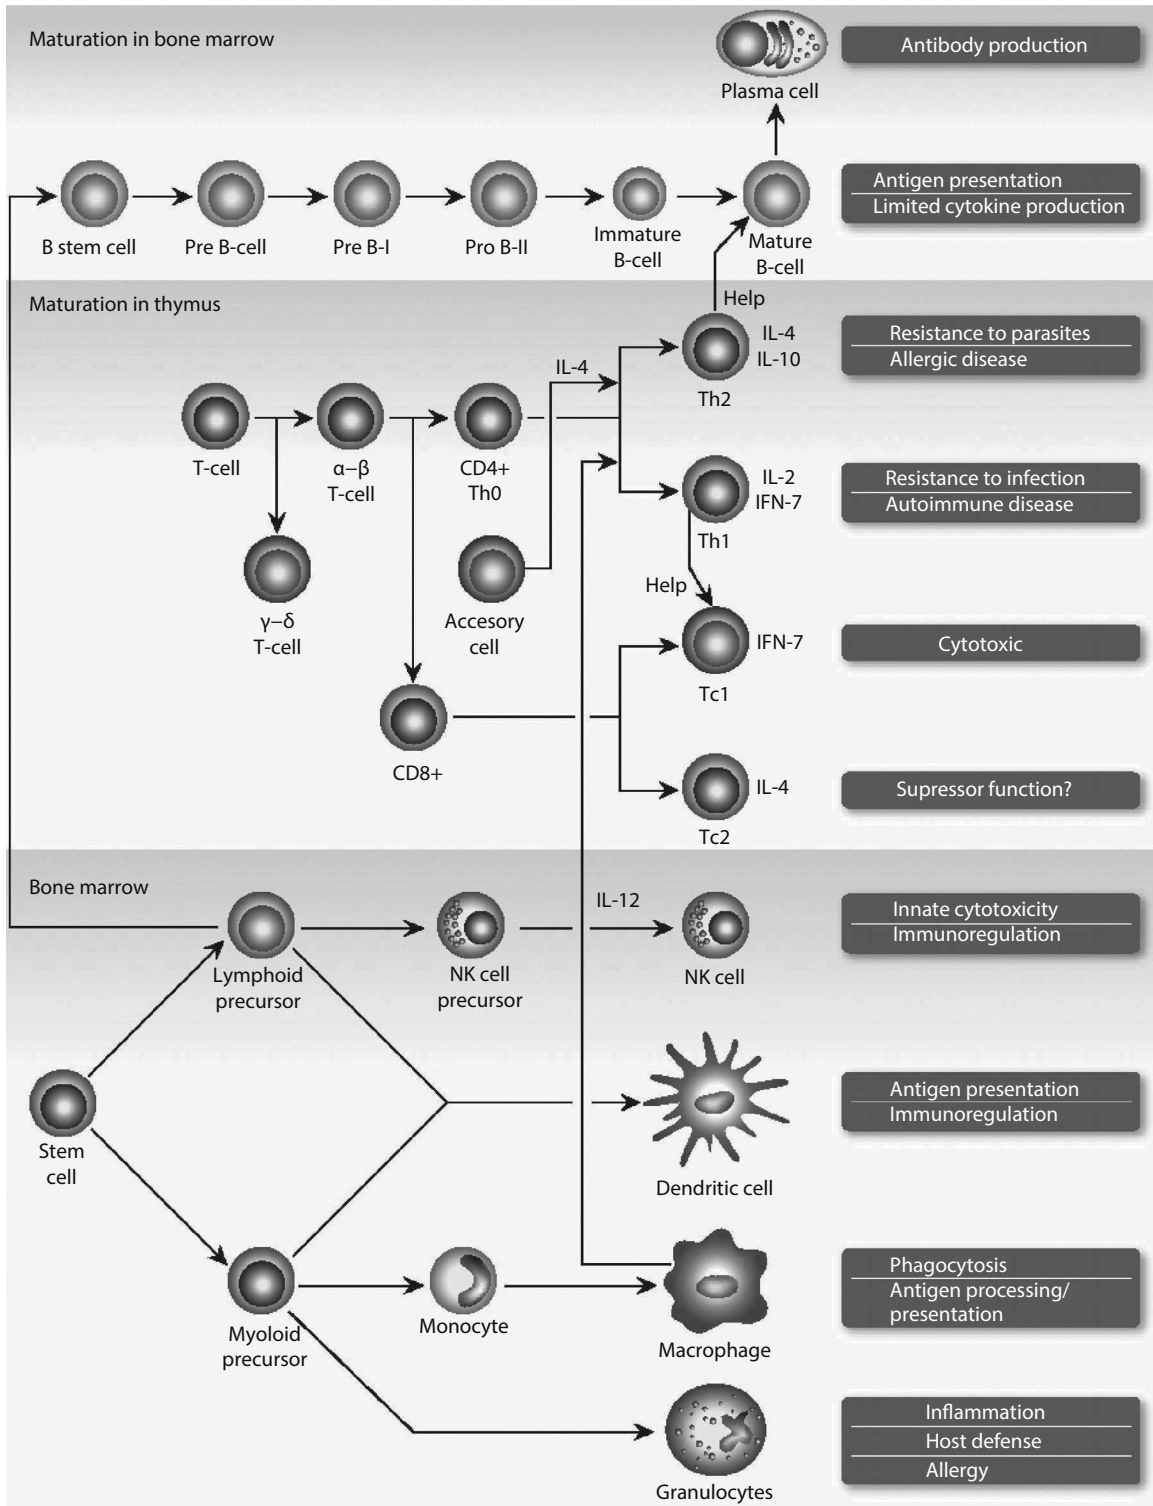 Maturation in bone marrow
Plasma cell
Antibody production
B stem cell
Pre B-cell
Pre B-I
Pro B-II
Immature
B-cell
Mature
B-cell
Antigen presentation
Limited cytokine production
Maturation in thymus
Help
IL-4
IL-4
IL-10
Th2
Resistance to parasites
Allergic disease
T-cell
α–β
T-cell
CD4+
Th0
IL-2
IFN-7
Th1
Resistance to infection
Autoimmune disease
γ–δ
T-cell
Accesory
cell
Help
IFN-7
Tc1
Cytotoxic
CD8+
IL-4
Tc2
Supressor function?
Bone marrow
Lymphoid
precursor
NK cell
precursor
IL-12
NK cell
Innate cytotoxicity
Immunoregulation
Stem
cell
Dendritic cell
Antigen presentation
Immunoregulation
Myoloid
precursor
Monocyte
Macrophage
Phagocytosis
Antigen processing/
presentation
Granulocytes
Inflammation
Host defense
Allergy